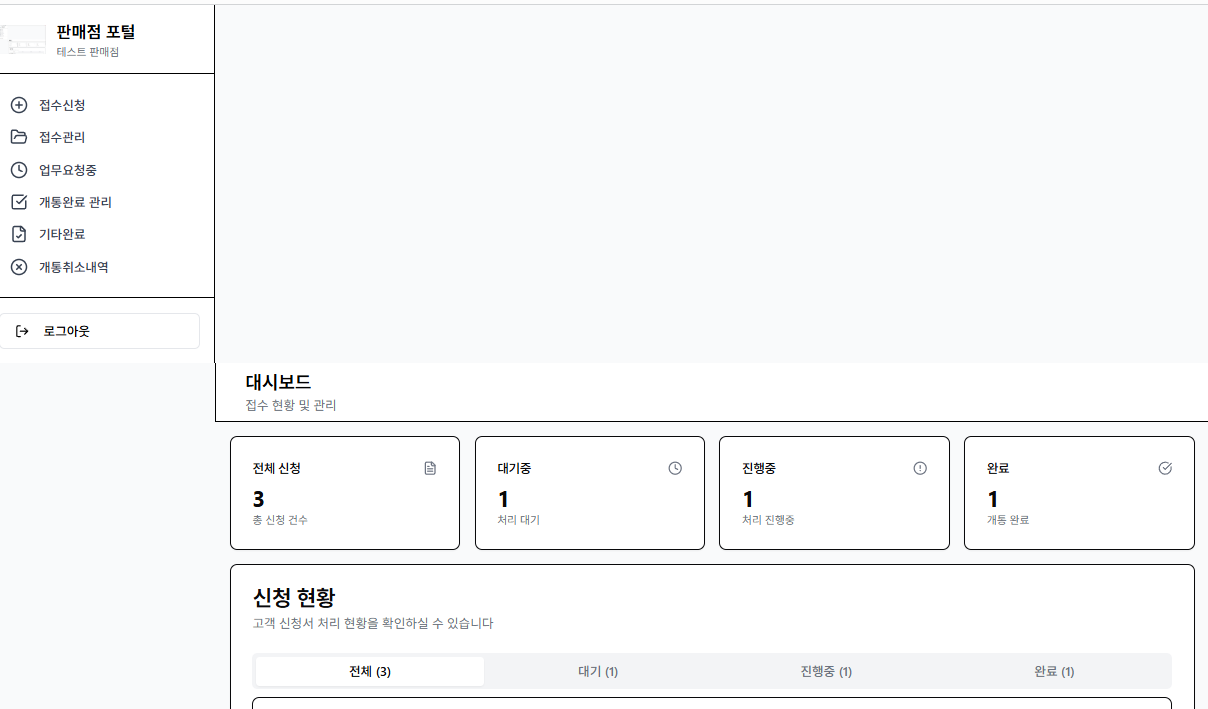 판매점 포털
테스트 판매점
접수신청
접수관리
업무요청중
개통완료 관리
기타완료
개통취소내역
로그아웃
대시보드
접수 현황 및 관리
전체 신청
3
총 신청 건수
대기중
1
처리 대기
진행중
1
처리 진행중
완료
1
개통 완료
신청 현황
고객 신청서 처리 현황을 확인하실 수 있습니다
전체 (3)
대기 (1)
진행중 (1)
완료 (1)